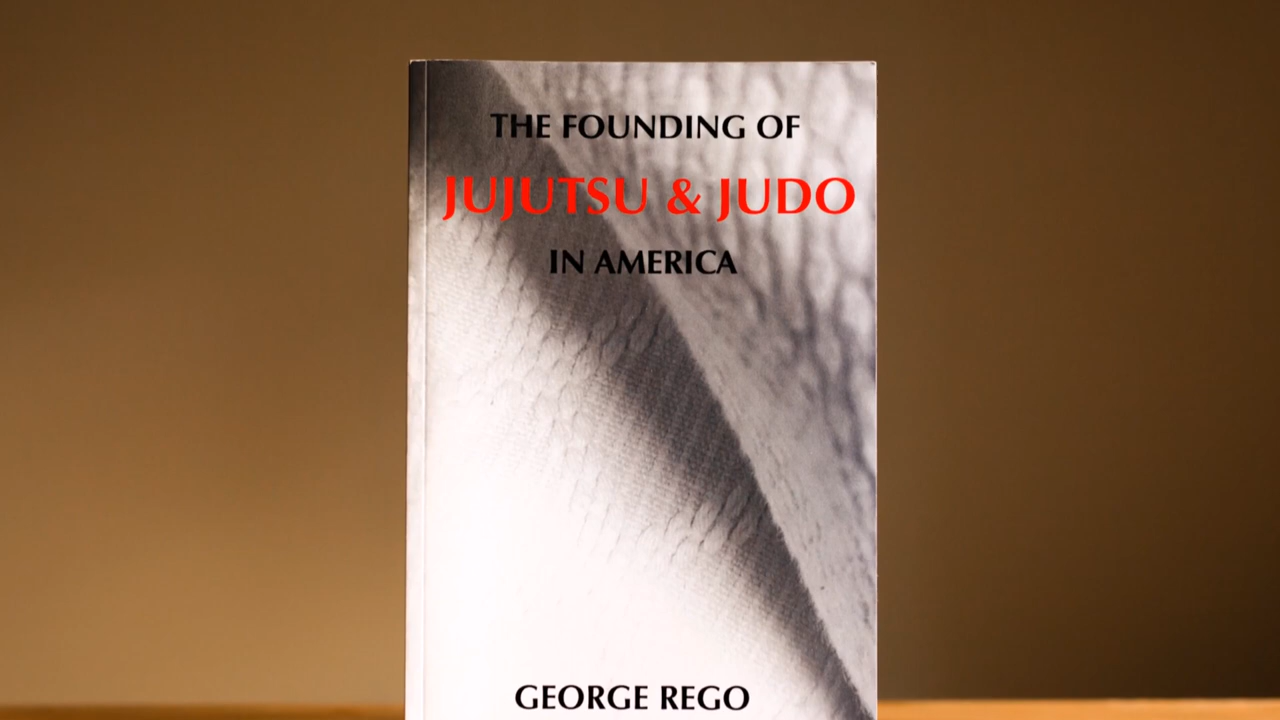 THE FOUNDING OF
JUJUTSU & JUDO
IN AMERICA
GEORGE REGO